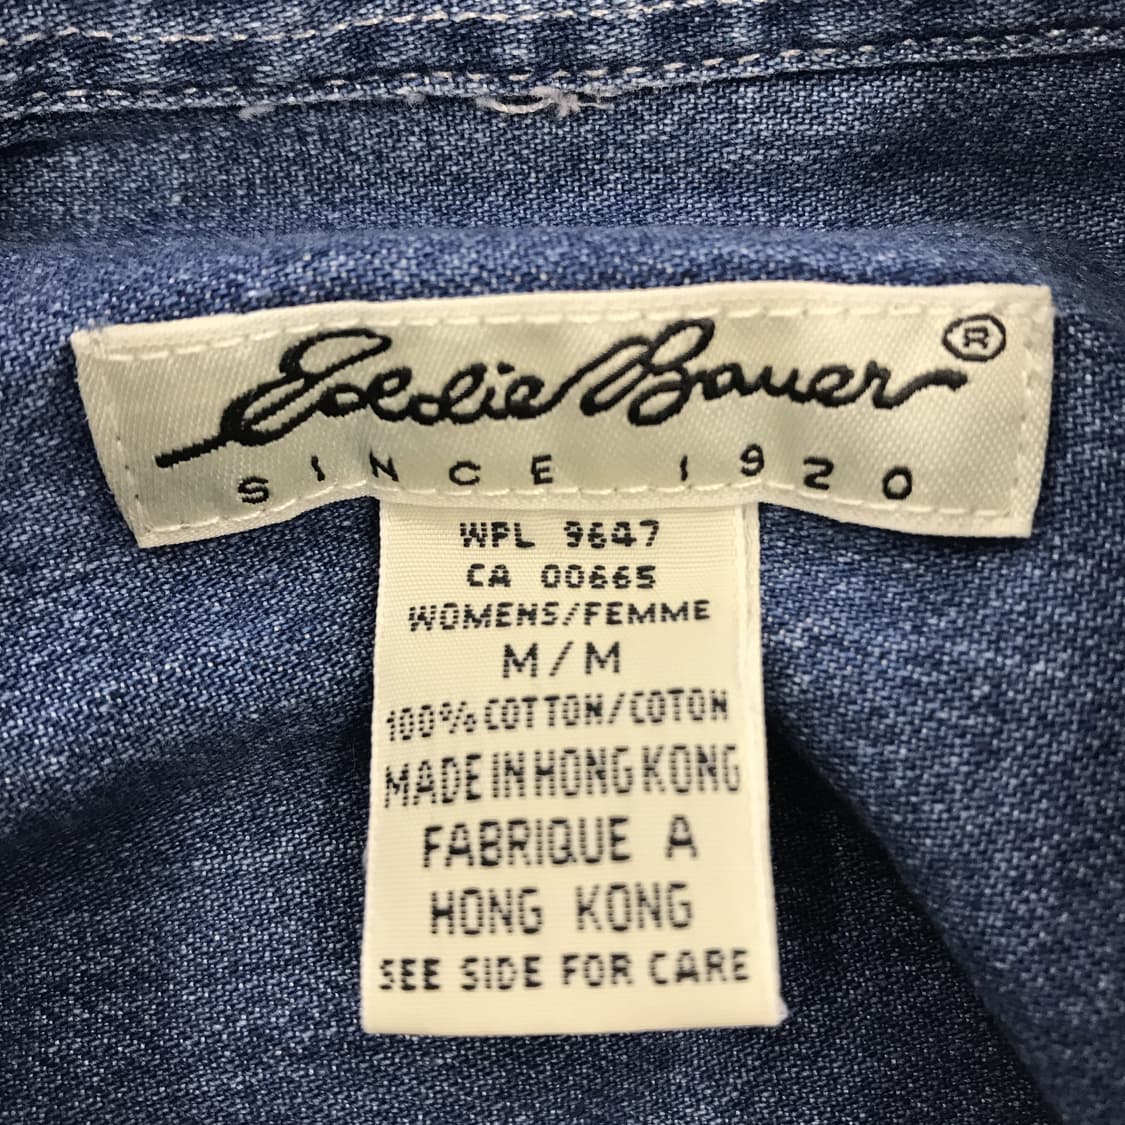 Eddie Bauer ®
SINCE 1920
WPL 9647
CA 00665
WOMENS/FEMME
M/M
100% COTTON/COTON
MADE IN HONG KONG
FABRIQUE A
HONG KONG
SEE SIDE FOR CARE